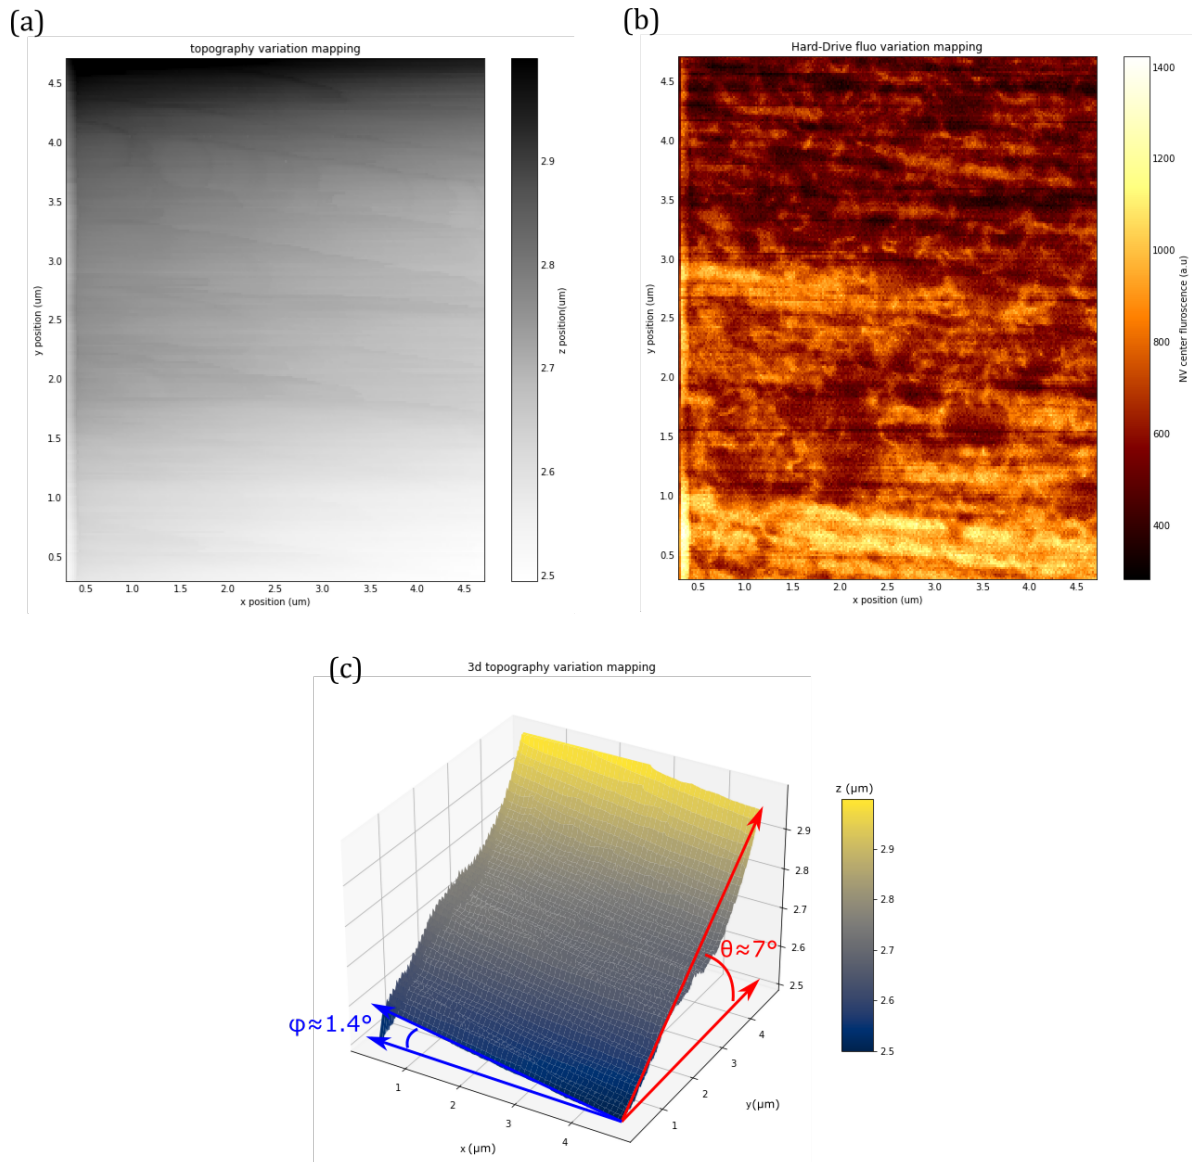 (a)
topography variation mapping
4.5
4.0
3.5
3.0
2.5
2.0
1.5
1.0
0.5
y position (um)
0.5 1.0 1.5 2.0 2.5 3.0 3.5 4.0 4.5
x position (um)
2.9
2.8
2.7
2.6
2.5
z position(um)
(b)
Hard-Drive fluo variation mapping
4.5
4.0
3.5
3.0
2.5
2.0
1.5
1.0
0.5
y position (um)
0.5 1.0 1.5 2.0 2.5 3.0 3.5 4.0 4.5
x position (um)
1400
1200
1000
800
600
400
NV center fluroscence (a.u)
(c)
3d topography variation mapping
φ≈1.4°
θ≈7°
1 2 3 4
x (μm)
1 2 3 4
y(μm)
2.9
2.8
2.7
2.6
2.5
z (μm)
2.9
2.8
2.7
2.6
2.5